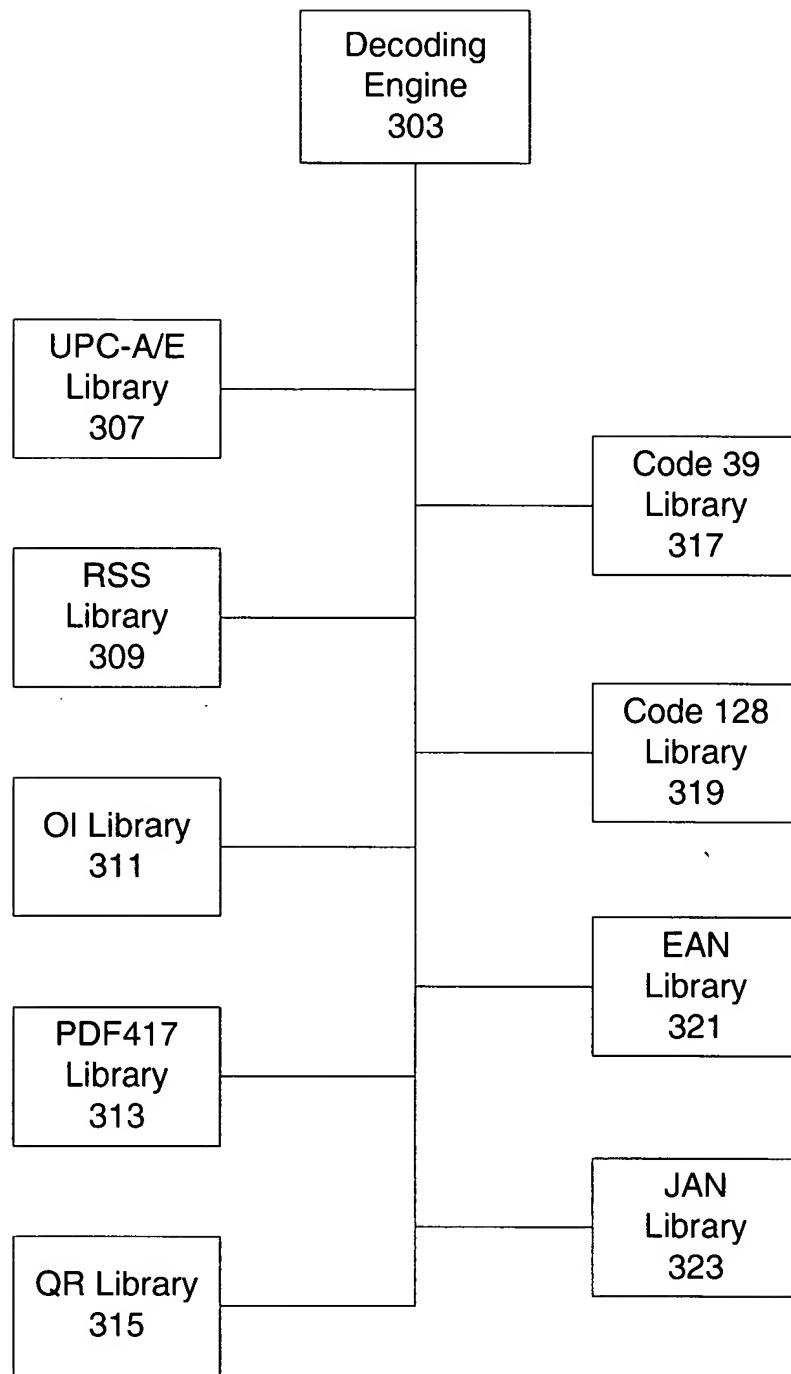 Decoding
Engine
303
UPC-A/E
Library
307
Code 39
Library
317
RSS
Library
309
Code 128
Library
319
OI Library
311
EAN
Library
321
PDF417
Library
313
JAN
Library
323
QR Library
315